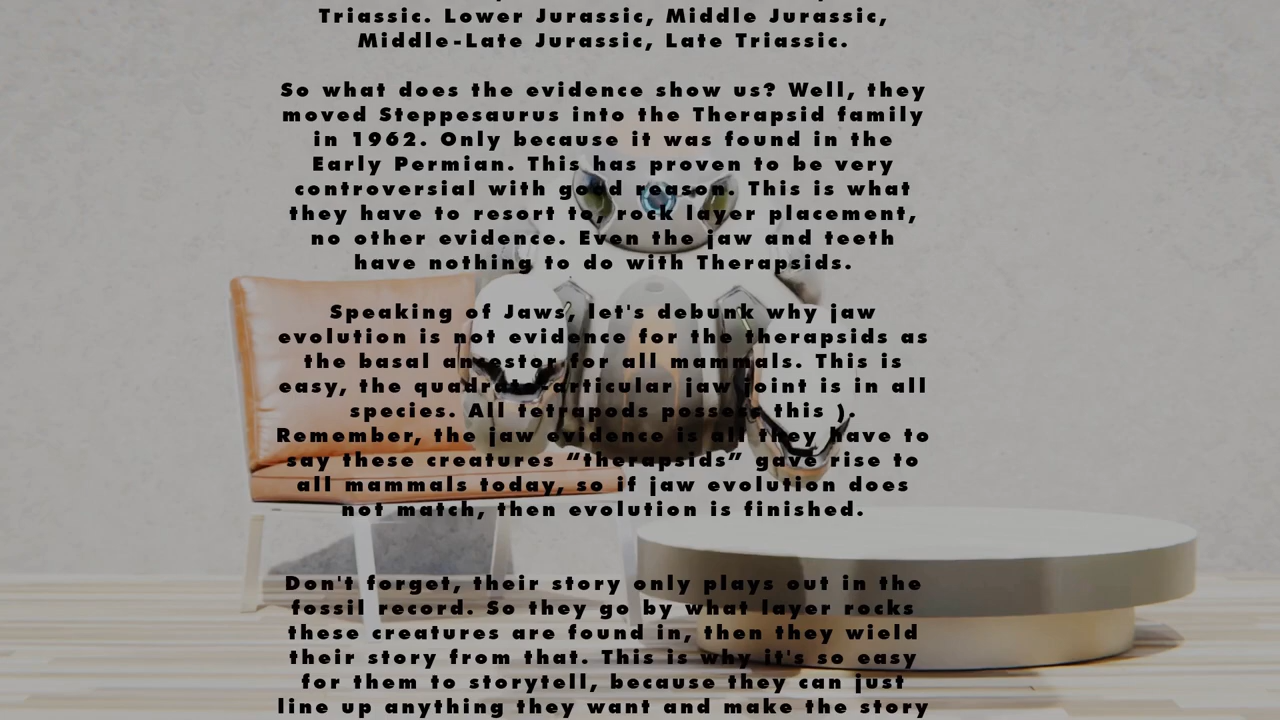 Triassic. Lower Jurassic, Middle Jurassic,
Middle-Late Jurassic, Late Triassic.
So what does the evidence show us? Well, they
moved Steppesaurus into the Therapsid family
in 1962. Only because it was found in the
Early Permian. This has proven to be very
controversial with good reason. This is what
they have to resort to, rock layer placement,
no other evidence. Even the jaw and teeth
have nothing to do with Therapsids.
Speaking of Jaws, let's debunk why jaw
evolution is not evidence for the therapsids as
the basal ancestor for all mammals. This is
easy, the quadrate-articular jaw joint is in all
species. All tetrapods possess this ).
Remember, the jaw evidence is all they have to
say these creatures “therapsids” gave rise to
all mammals today, so if jaw evolution does
not match, then evolution is finished.
Don't forget, their story only plays out in the
fossil record. So they go by what layer rocks
these creatures are found in, then they wield
their story from that. This is why it's so easy
for them to storytell, because they can just
line up anything they want and make the story